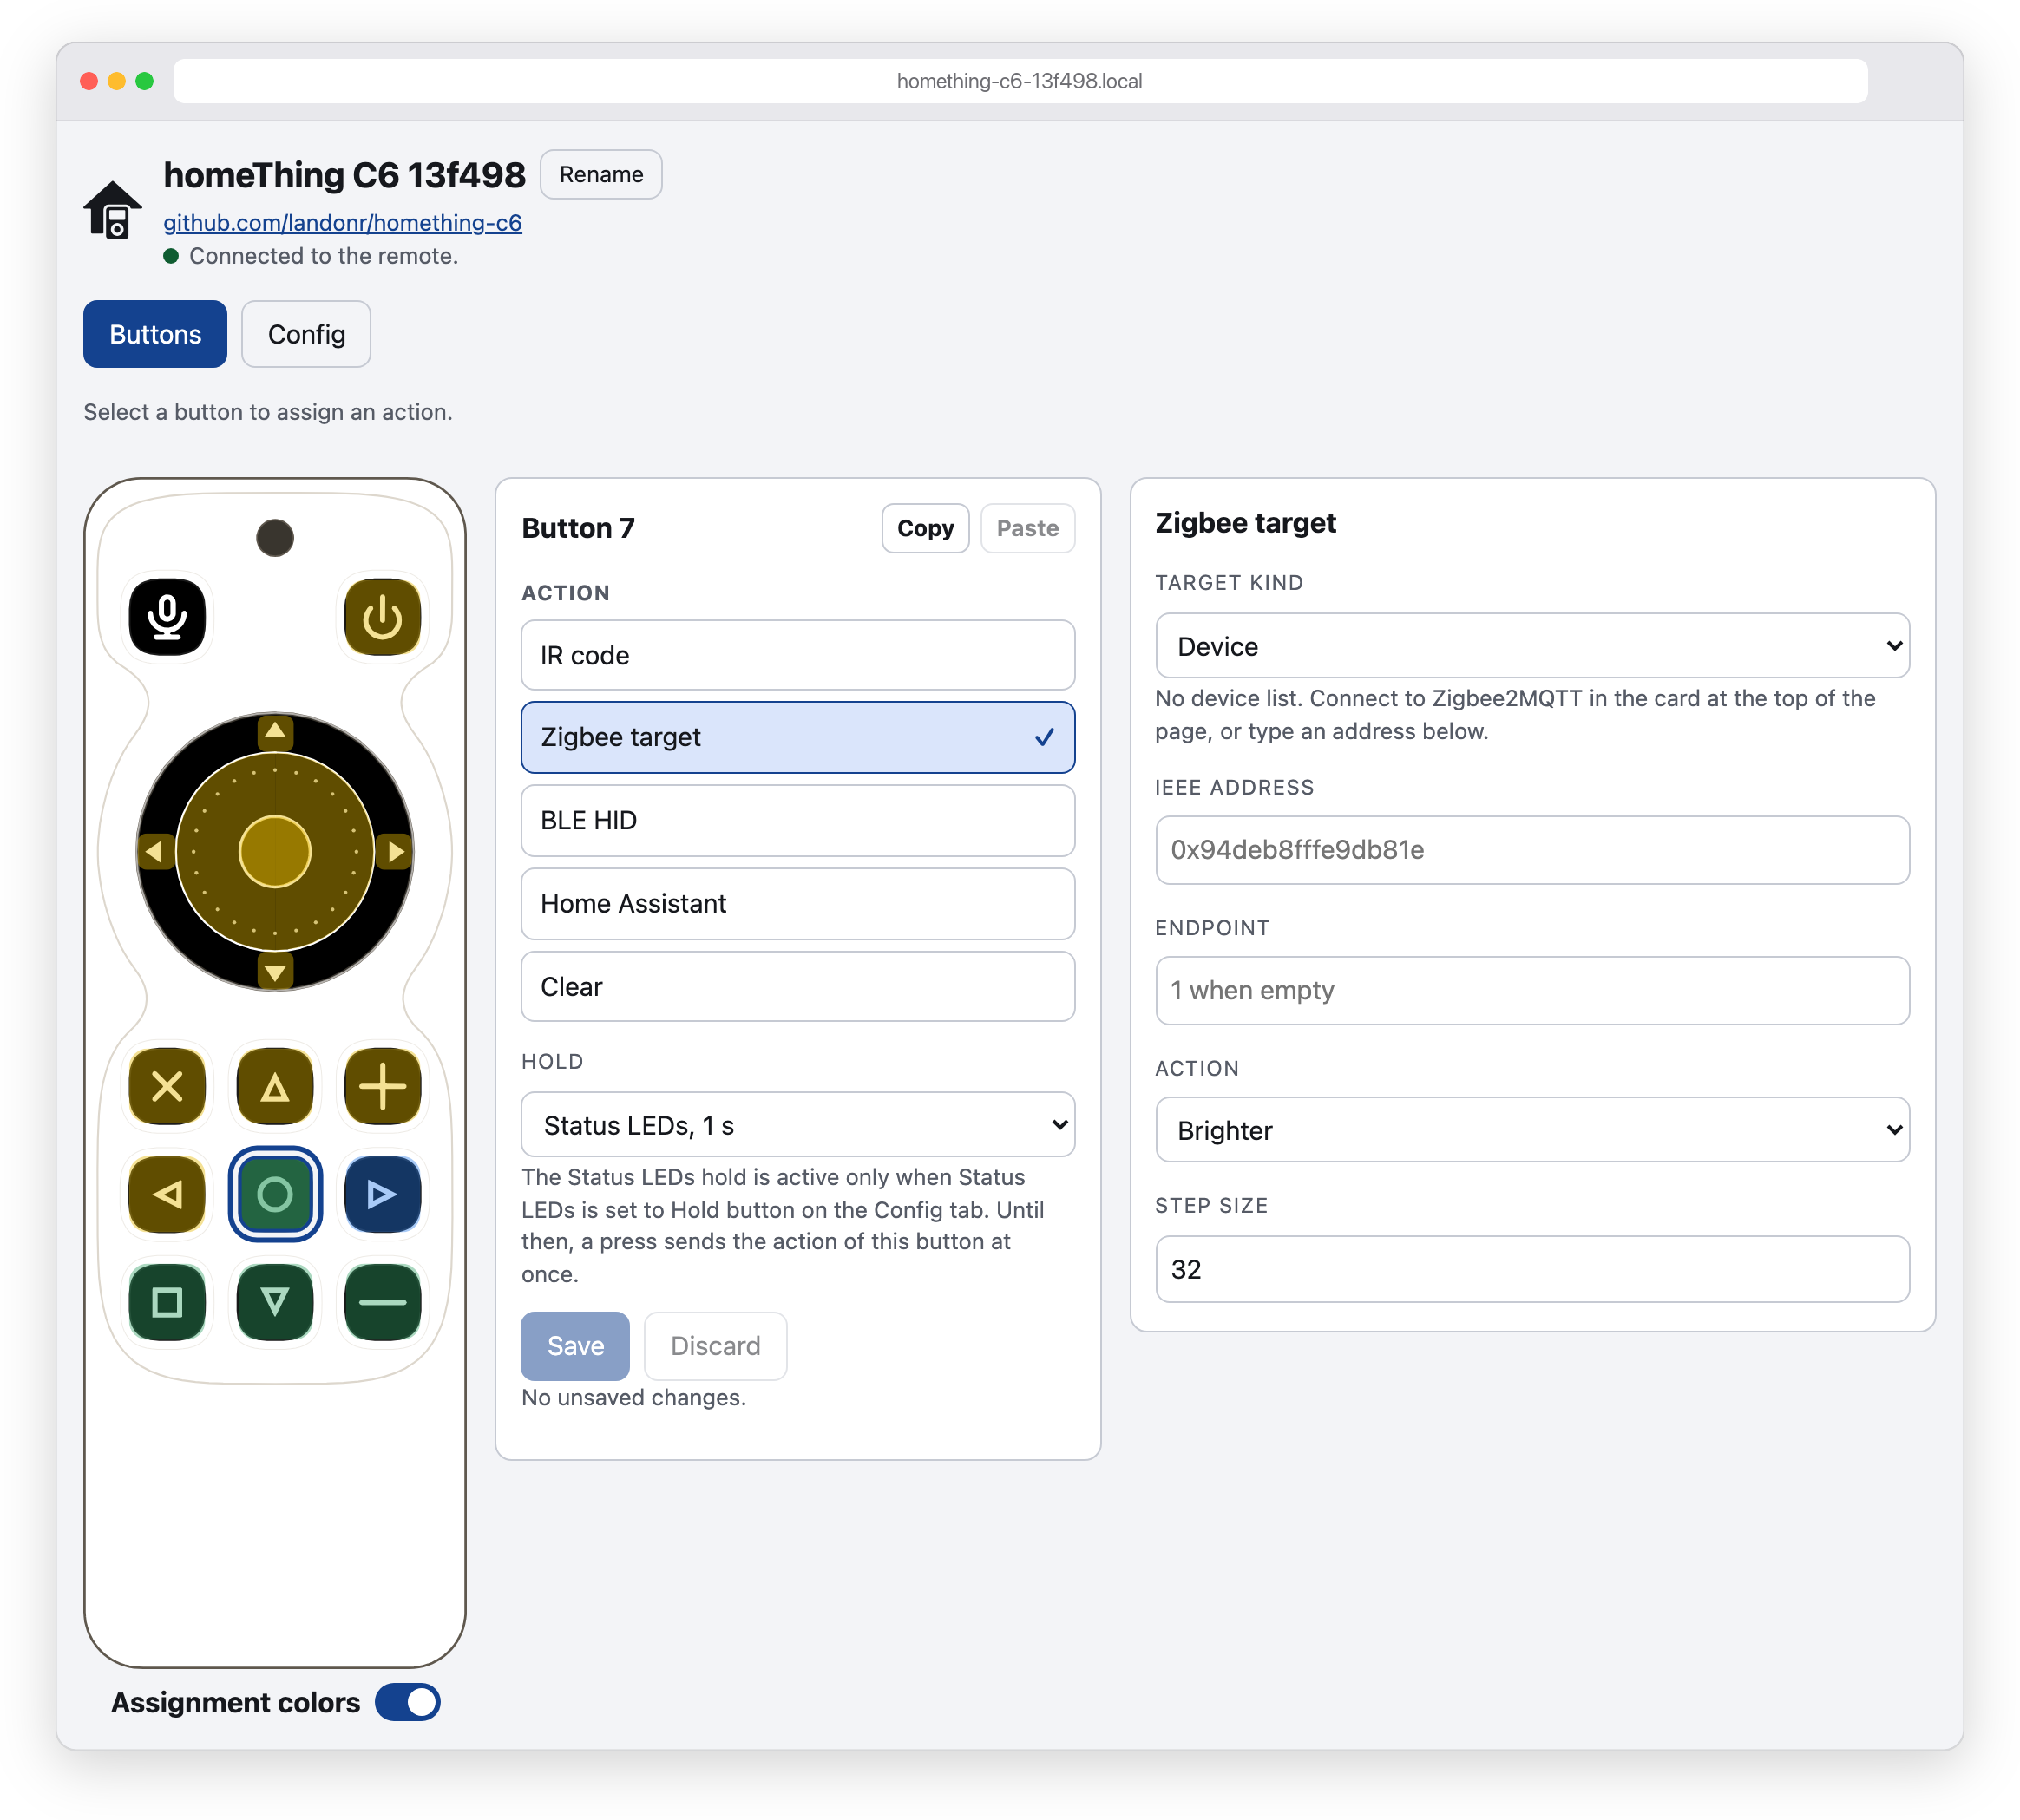 homething-c6-13f498.local
homeThing C6 13f498
Rename
github.com/landonr/homething-c6
Connected to the remote.
Buttons
Config
Select a button to assign an action.
Button 7
Copy
Paste
ACTION
IR code
Zigbee target
BLE HID
Home Assistant
Clear
HOLD
Status LEDs, 1 s
The Status LEDs hold is active only when Status
LEDs is set to Hold button on the Config tab. Until
then, a press sends the action of this button at
once.
Save
Discard
No unsaved changes.
Zigbee target
TARGET KIND
Device
No device list. Connect to Zigbee2MQTT in the card at the top of the
page, or type an address below.
IEEE ADDRESS
0x94deb8fffe9db81e
ENDPOINT
1 when empty
ACTION
Brighter
STEP SIZE
32
Assignment colors